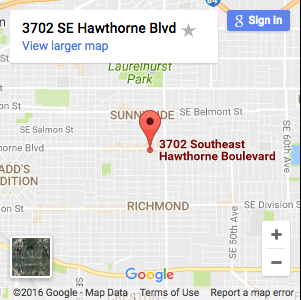 3702 SE Hawthorne Blvd
View larger map
Sign in
Laurelhurst
Park
SE Belmont St
SUNNYSIDE
SE Salmon St
3702 Southeast
Hawthorne Boulevard
Blvd
ADD'S
DITION
St
RICHMOND
SE Division S
SE 50th Ave
SE 60th Ave
+
−
Google
©2016 Google - Map Data
Terms of Use
Report a map error